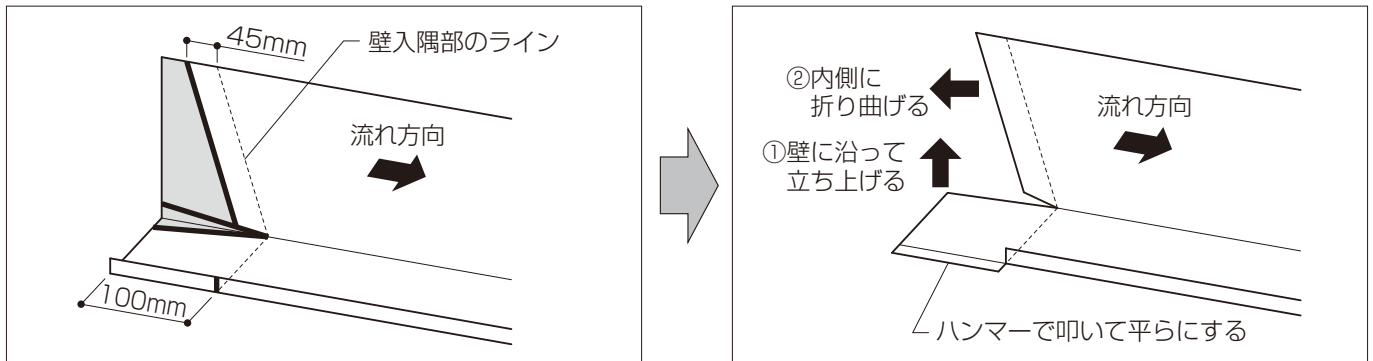 45mm
壁入隅部のライン
流れ方向
100mm
②内側に
折り曲げる
流れ方向
①壁に沿って
立ち上げる
ハンマーで叩いて平らにする